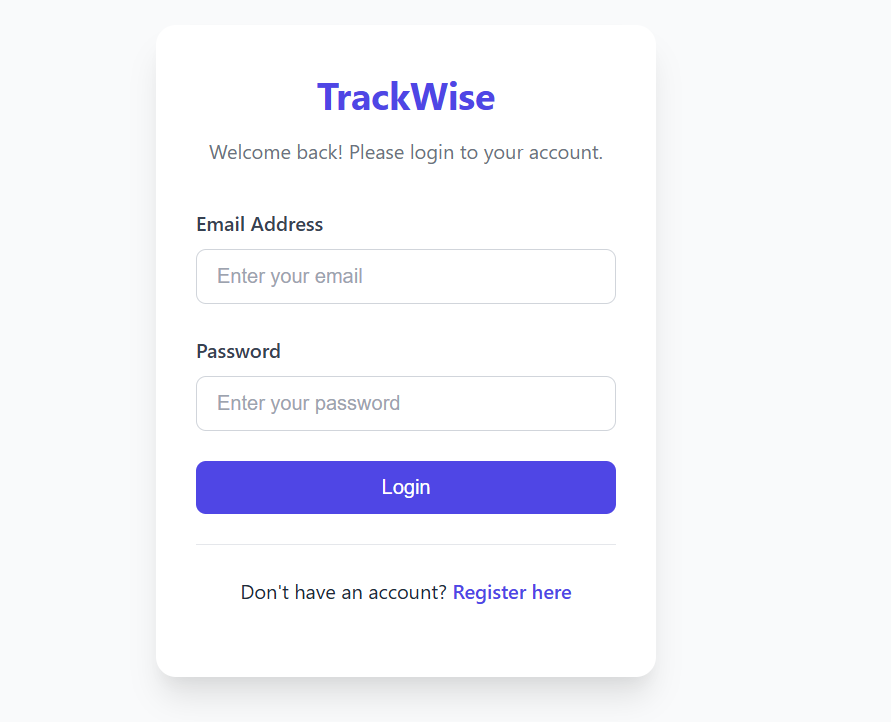 TrackWise
Welcome back! Please login to your account.
Email Address
Enter your email
Password
Enter your password
Login
Don't have an account? Register here